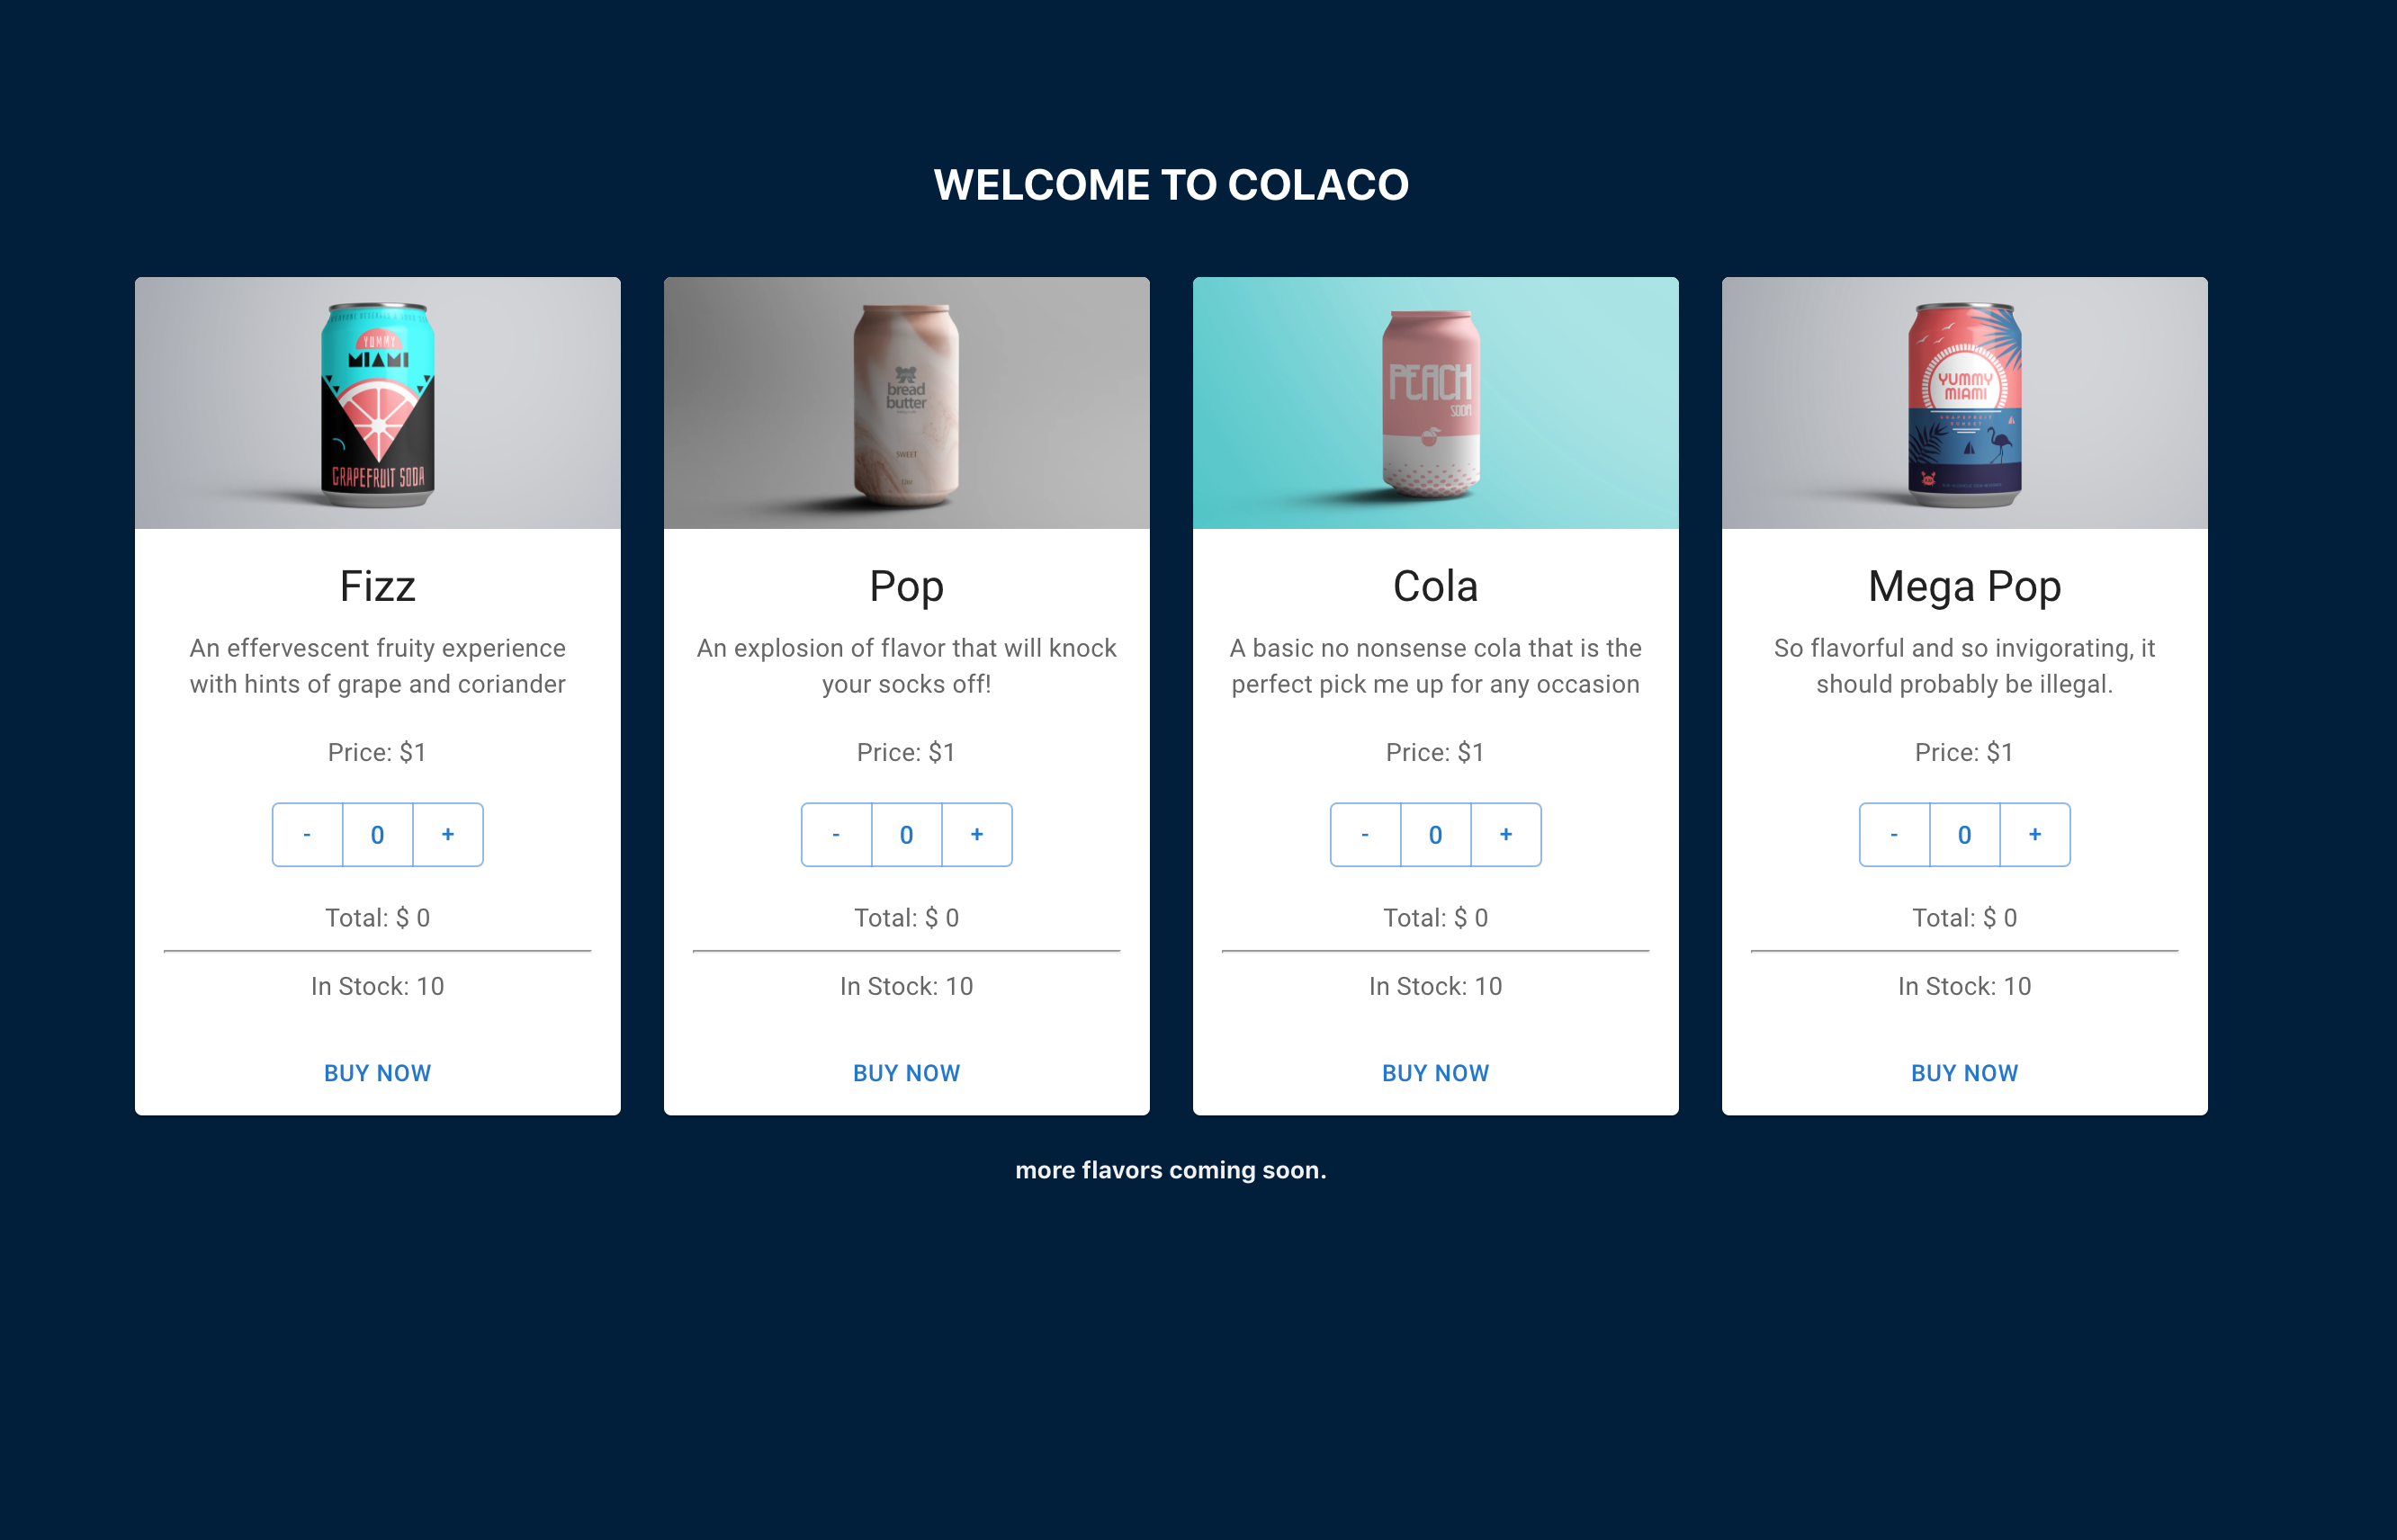 WELCOME TO COLACO
YUMMY
MIAMI
GRAPEFRUIT SODA
bread
butter
SWEET
PEACH
SODA
YUMMY
MIAMI
GRAPEFRUIT
SUNSET
Fizz
An effervescent fruity experience
with hints of grape and coriander
Price: $1
- 0 +
Total: $ 0
In Stock: 10
BUY NOW
Pop
An explosion of flavor that will knock
your socks off!
Price: $1
- 0 +
Total: $ 0
In Stock: 10
BUY NOW
Cola
A basic no nonsense cola that is the
perfect pick me up for any occasion
Price: $1
- 0 +
Total: $ 0
In Stock: 10
BUY NOW
Mega Pop
So flavorful and so invigorating, it
should probably be illegal.
Price: $1
- 0 +
Total: $ 0
In Stock: 10
BUY NOW
more flavors coming soon.